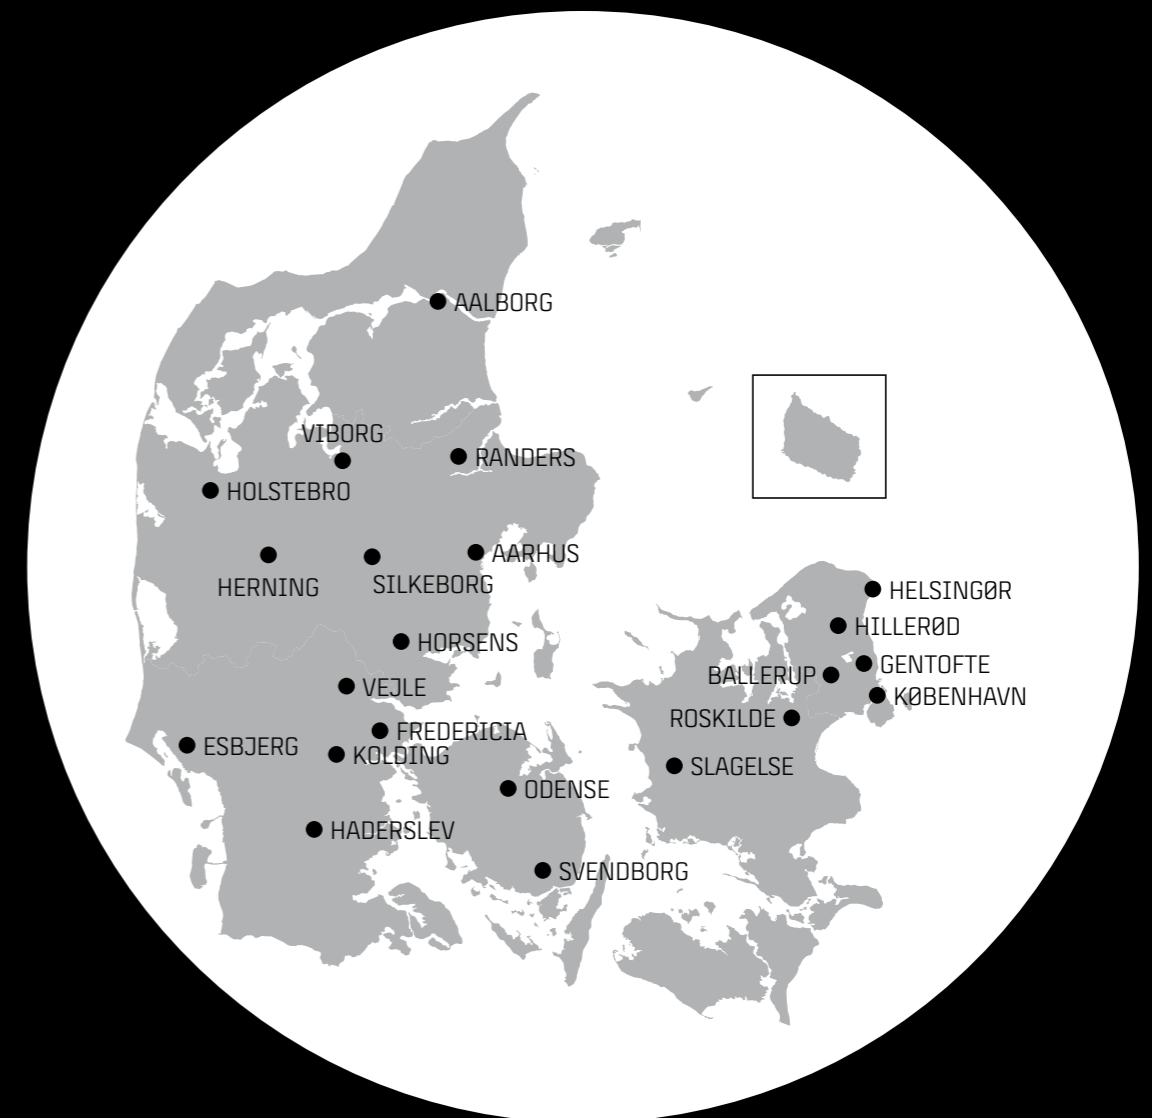 AALBORG
VIBORG
RANDERS
HOLSTEBRO
AARHUS
HERNING
SILKEBORG
HELSINGØR
HILLERØD
HORSENS
GENTOFTE
BALLERUP
VEJLE
KØBENHAVN
ROSKILDE
FREDERICIA
ESBJERG
KOLDING
SLAGELSE
ODENSE
HADERSLEV
SVENDBORG